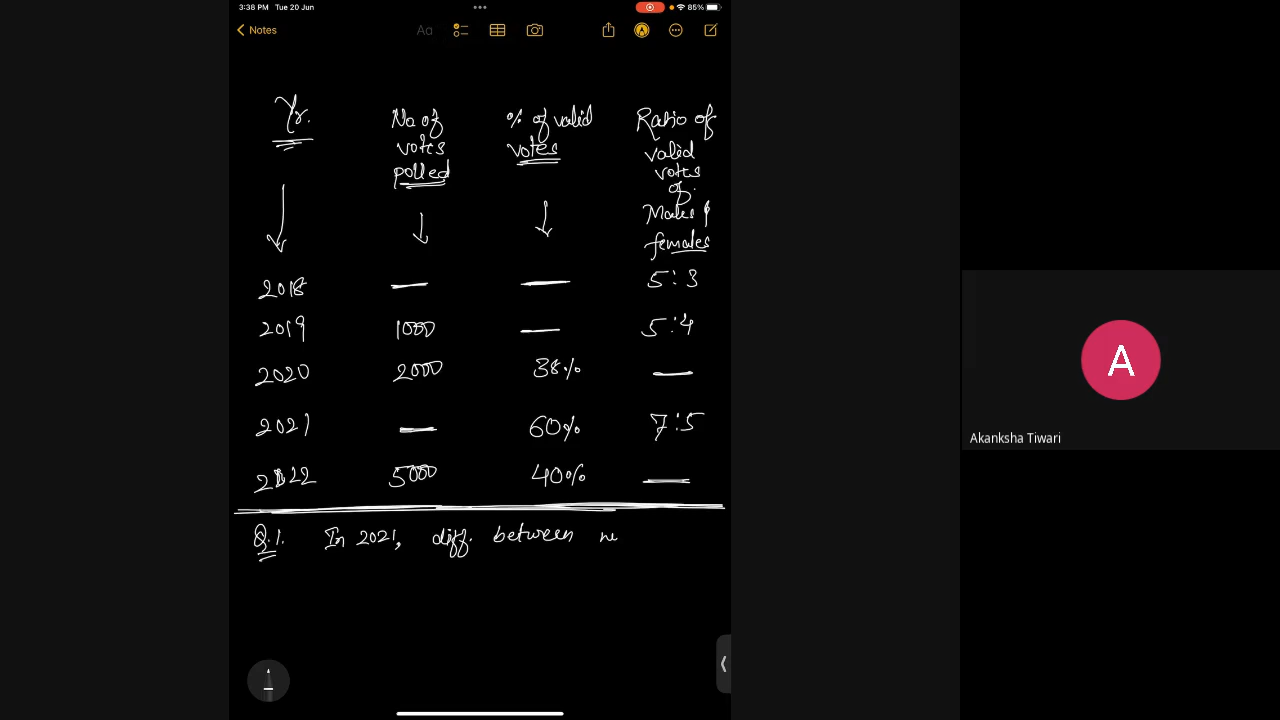 3:38 PM Tue 20 Jun
85%
Notes
Aa
Yr.
No of
votes
polled
% of valid
votes
Ratio of
valid
votes
of
Males &
females
2018 — — 5:3
2019 1000 — 5:4
2020 2000 38% —
2021 — 60% 7:5
2022 5000 40% —
Q.1. In 2021, diff. between
A
Akanksha Tiwari